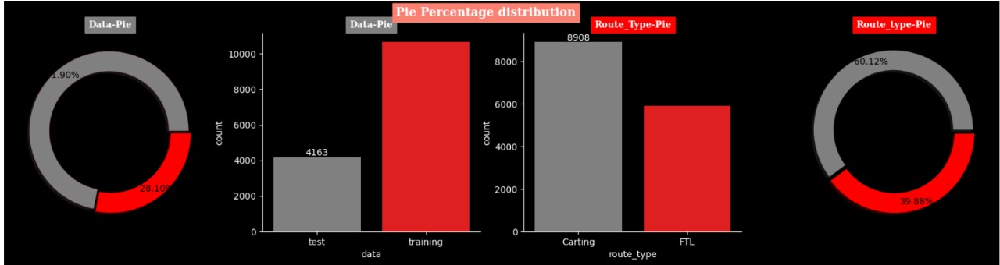 Pie Percentage distribution
Data-Pie
Data-Pie
Route_Type-Pie
Route_type-Pie
1.90%
28.10%
count
10000
8000
6000
4000
2000
0
4163
test
training
data
count
8000
6000
4000
2000
0
8908
Carting
FTL
route_type
60.12%
39.88%